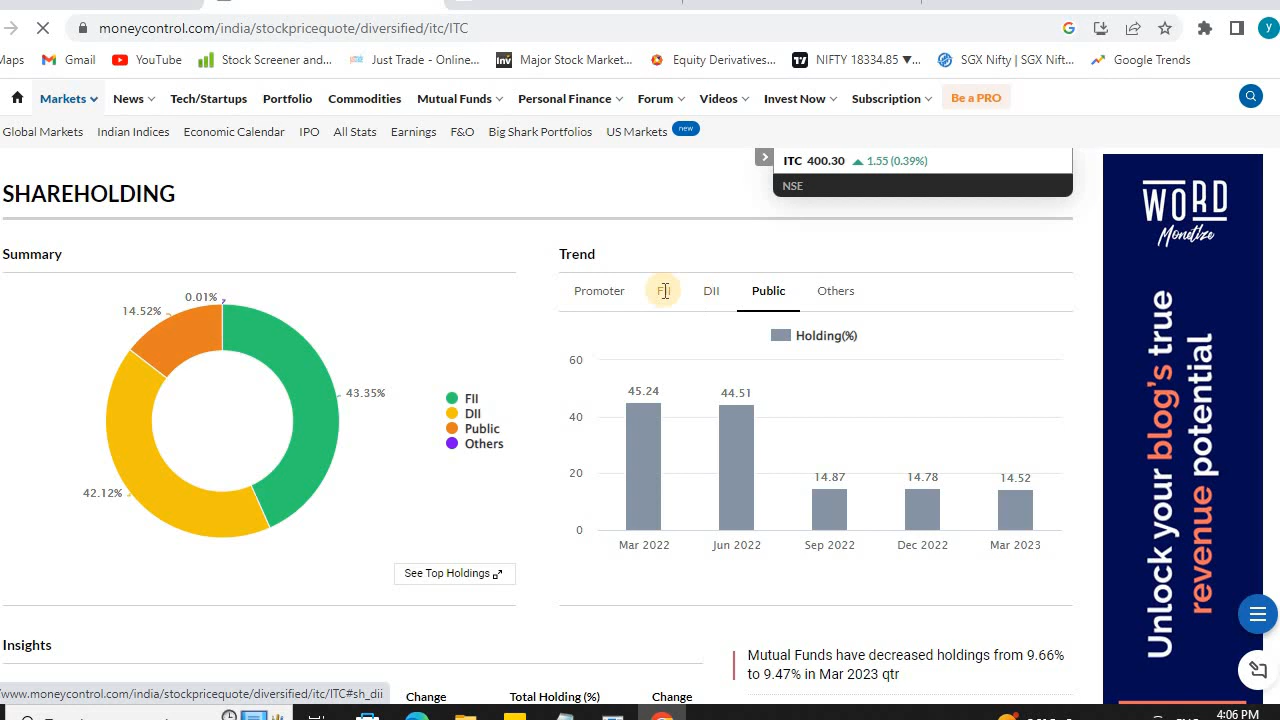 moneycontrol.com/india/stockpricequote/diversified/itc/ITC
Maps Gmail YouTube Stock Screener and... Just Trade - Online... Major Stock Market... Equity Derivatives... NIFTY 18334.85 ▼... SGX Nifty | SGX Nift... Google Trends
Markets News Tech/Startups Portfolio Commodities Mutual Funds Personal Finance Forum Videos Invest Now Subscription Be a PRO
Global Markets Indian Indices Economic Calendar IPO All Stats Earnings F&O Big Shark Portfolios US Markets new
ITC 400.30 ▲ 1.55 (0.39%)
NSE
SHAREHOLDING
Summary
0.01%
14.52%
43.35%
42.12%
FII
DII
Public
Others
See Top Holdings
Trend
Promoter FII DII Public Others
Holding(%)
60
40
20
0
45.24 44.51 14.87 14.78 14.52
Mar 2022 Jun 2022 Sep 2022 Dec 2022 Mar 2023
WORD
Monetize
Unlock your blog's true
revenue potential
Insights
Mutual Funds have decreased holdings from 9.66%
to 9.47% in Mar 2023 qtr
/www.moneycontrol.com/india/stockpricequote/diversified/itc/ITC#sh_dii
Change Total Holding (%) Change
4:06 PM